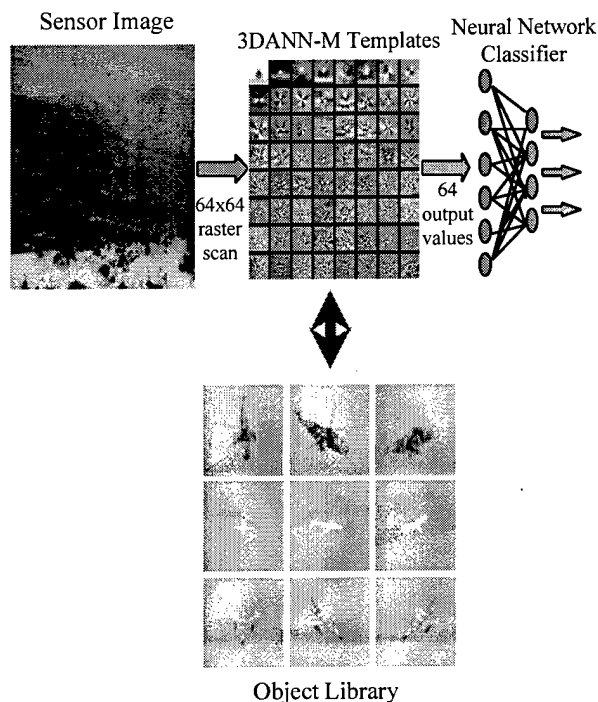 Sensor Image
3DANN-M Templates
Neural Network
Classifier
64x64
raster
scan
64
output
values
Object Library